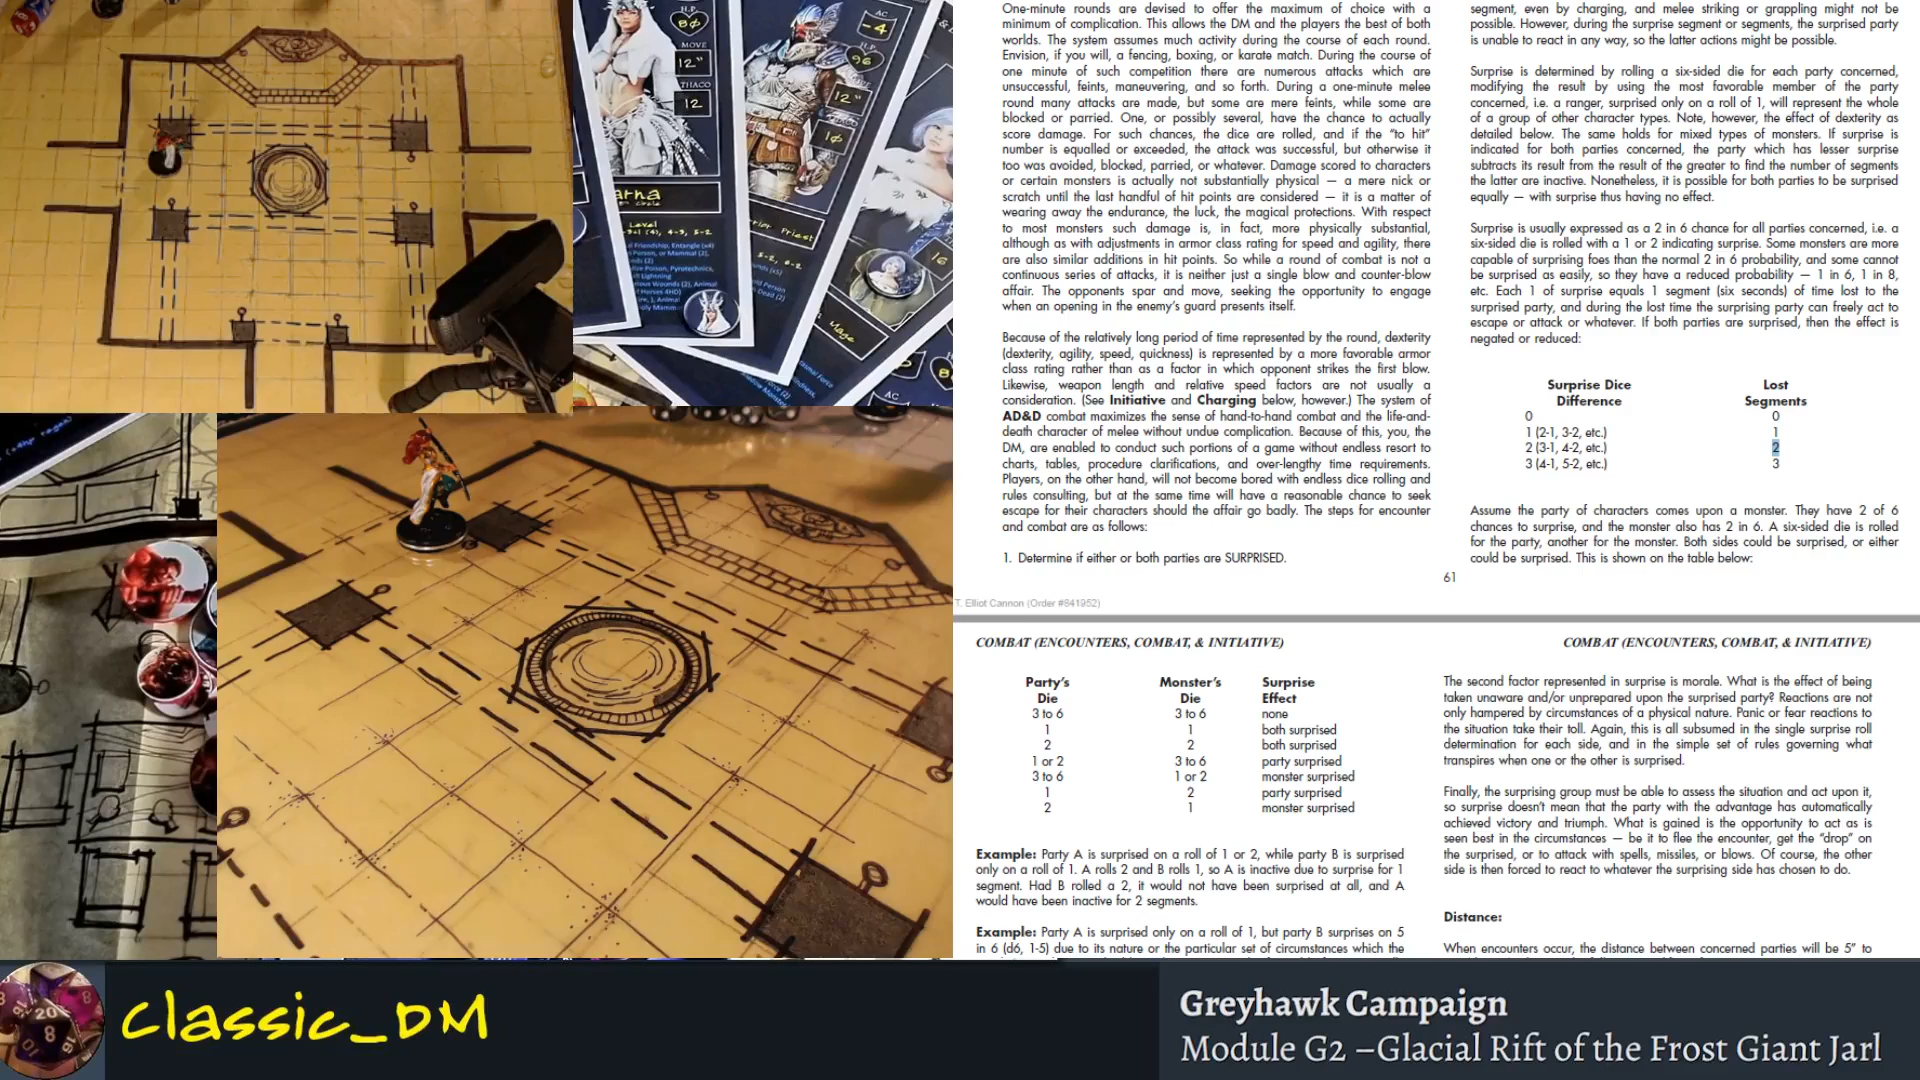 H.P.
80
MOVE
12"
THACO
12
arna
Level
AC
-4
H.P.
96
12"
10
Priest
16
Mage
AC
One-minute rounds are devised to offer the maximum of choice with a
minimum of complication. This allows the DM and the players the best of both
worlds. The system assumes much activity during the course of each round.
Envision, if you will, a fencing, boxing, or karate match. During the course of
one minute of such competition there are numerous attacks which are
unsuccessful, feints, maneuvering, and so forth. During a one-minute melee
round many attacks are made, but some are mere feints, while some are
blocked or parried. One, or possibly several, have the chance to actually
score damage. For such chances, the dice are rolled, and if the "to hit"
number is equalled or exceeded, the attack was successful, but otherwise it
too was avoided, blocked, parried, or whatever. Damage scored to characters
or certain monsters is actually not substantially physical — a mere nick or
scratch until the last handful of hit points are considered — it is a matter of
wearing away the endurance, the luck, the magical protections. With respect
to most monsters such damage is, in fact, more physically substantial,
although as with adjustments in armor class rating for speed and agility, there
are also similar additions in hit points. So while a round of combat is not a
continuous series of attacks, it is neither just a single blow and counter-blow
affair. The opponents spar and move, seeking the opportunity to engage
when an opening in the enemy's guard presents itself.
Because of the relatively long period of time represented by the round, dexterity
(dexterity, agility, speed, quickness) is represented by a more favorable armor
class rating rather than as a factor in which opponent strikes the first blow.
Likewise, weapon length and relative speed factors are not usually a
consideration. (See Initiative and Charging below, however.) The system of
AD&D combat maximizes the sense of hand-to-hand combat and the life-and-
death character of melee without undue complication. Because of this, you, the
DM, are enabled to conduct such portions of a game without endless resort to
charts, tables, procedure clarifications, and over-lengthy time requirements.
Players, on the other hand, will not become bored with endless dice rolling and
rules consulting, but at the same time will have a reasonable chance to seek
escape for their characters should the affair go badly. The steps for encounter
and combat are as follows:
1. Determine if either or both parties are SURPRISED.
segment, even by charging, and melee striking or grappling might not be
possible. However, during the surprise segment or segments, the surprised party
is unable to react in any way, so the latter actions might be possible.
Surprise is determined by rolling a six-sided die for each party concerned,
modifying the result by using the most favorable member of the party
concerned, i.e. a ranger, surprised only on a roll of 1, will represent the whole
of a group of other character types. Note, however, the effect of dexterity as
detailed below. The same holds for mixed types of monsters. If surprise is
indicated for both parties concerned, the party which has lesser surprise
subtracts its result from the result of the greater to find the number of segments
the latter are inactive. Nonetheless, it is possible for both parties to be surprised
equally — with surprise thus having no effect.
Surprise is usually expressed as a 2 in 6 chance for all parties concerned, i.e. a
six-sided die is rolled with a 1 or 2 indicating surprise. Some monsters are more
capable of surprising foes than the normal 2 in 6 probability, and some cannot
be surprised as easily, so they have a reduced probability — 1 in 6, 1 in 8,
etc. Each 1 of surprise equals 1 segment (six seconds) of time lost to the
surprised party, and during the lost time the surprising party can freely act to
escape or attack or whatever. If both parties are surprised, then the effect is
negated or reduced:
Surprise Dice Lost
Difference Segments
0 0
1 (2-1, 3-2, etc.) 1
2 (3-1, 4-2, etc.) 2
3 (4-1, 5-2, etc.) 3
Assume the party of characters comes upon a monster. They have 2 of 6
chances to surprise, and the monster also has 2 in 6. A six-sided die is rolled
for the party, another for the monster. Both sides could be surprised, or either
could be surprised. This is shown on the table below:
61
T. Elliot Cannon (Order #841952)
COMBAT (ENCOUNTERS, COMBAT, & INITIATIVE)
COMBAT (ENCOUNTERS, COMBAT, & INITIATIVE)
Party's Monster's Surprise
Die Die Effect
3 to 6 3 to 6 none
1 1 both surprised
2 2 both surprised
1 or 2 3 to 6 party surprised
3 to 6 1 or 2 monster surprised
1 2 party surprised
2 1 monster surprised
Example: Party A is surprised on a roll of 1 or 2, while party B is surprised
only on a roll of 1. A rolls 2 and B rolls 1, so A is inactive due to surprise for 1
segment. Had B rolled a 2, it would not have been surprised at all, and A
would have been inactive for 2 segments.
Example: Party A is surprised only on a roll of 1, but party B surprises on 5
in 6 (d6, 1-5) due to its nature or the particular set of circumstances which the
The second factor represented in surprise is morale. What is the effect of being
taken unaware and/or unprepared upon the surprised party? Reactions are not
only hampered by circumstances of a physical nature. Panic or fear reactions to
the situation take their toll. Again, this is all subsumed in the single surprise roll
determination for each side, and in the simple set of rules governing what
transpires when one or the other is surprised.
Finally, the surprising group must be able to assess the situation and act upon it,
so surprise doesn't mean that the party with the advantage has automatically
achieved victory and triumph. What is gained is the opportunity to act as is
seen best in the circumstances — be it to flee the encounter, get the "drop" on
the surprised, or to attack with spells, missiles, or blows. Of course, the other
side is then forced to react to whatever the surprising side has chosen to do.
Distance:
When encounters occur, the distance between concerned parties will be 5" to
classic_DM
Greyhawk Campaign
Module G2 –Glacial Rift of the Frost Giant Jarl